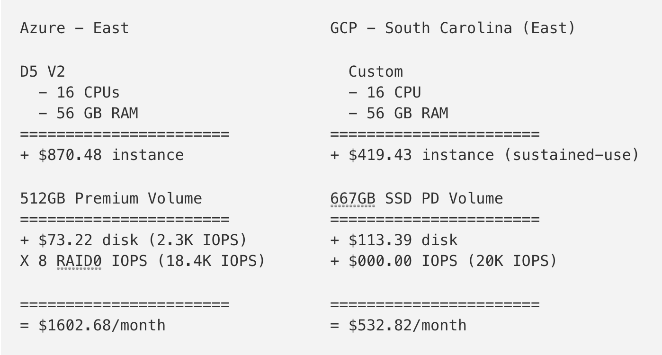 Azure – East
D5 V2
– 16 CPUs
– 56 GB RAM
=======================
+ $870.48 instance
512GB Premium Volume
=======================
+ $73.22 disk (2.3K IOPS)
X 8 RAID0 IOPS (18.4K IOPS)
=======================
= $1602.68/month
GCP – South Carolina (East)
Custom
– 16 CPU
– 56 GB RAM
=======================
+ $419.43 instance (sustained-use)
667GB SSD PD Volume
=======================
+ $113.39 disk
+ $000.00 IOPS (20K IOPS)
=======================
= $532.82/month